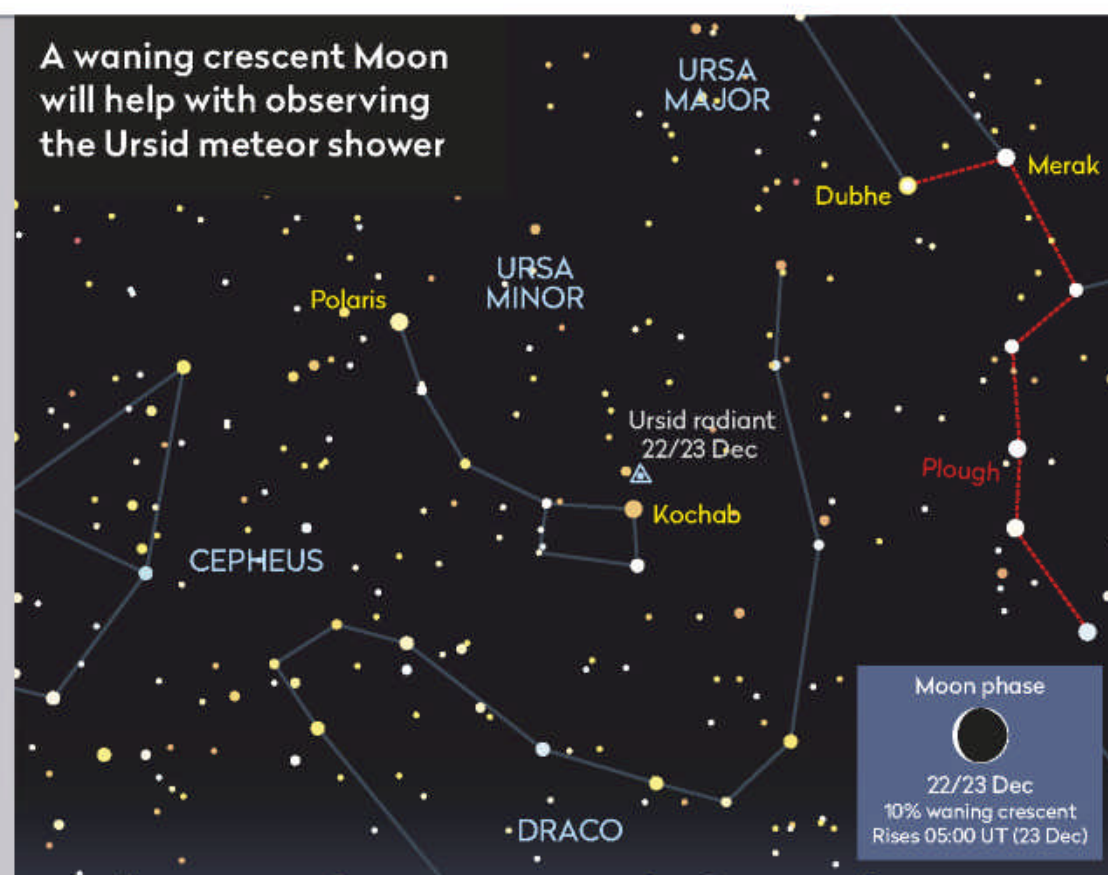 A waning crescent Moon
will help with observing
the Ursid meteor shower
URSA
MAJOR
Merak
Dubhe
URSA
MINOR
Polaris
Ursid radiant
22/23 Dec
Plough
Kochab
CEPHEUS
DRACO
Moon phase
22/23 Dec
10% waning crescent
Rises 05:00 UT (23 Dec)